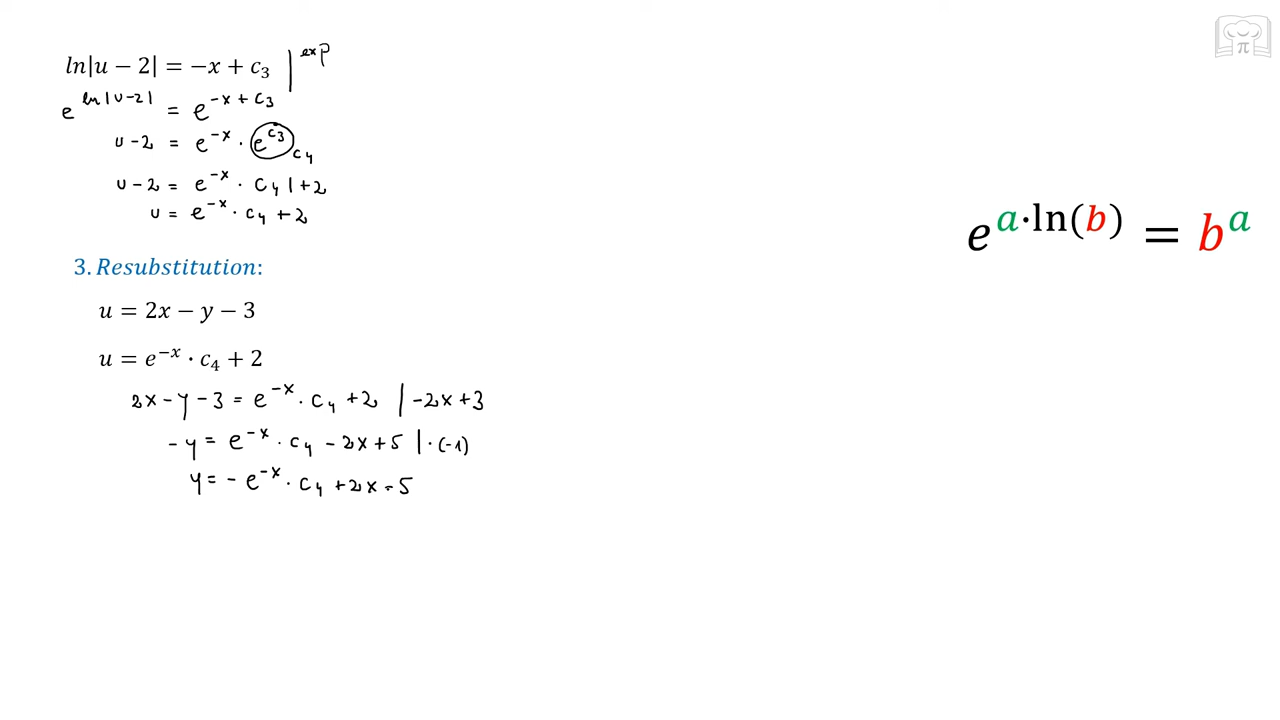 ln|u − 2| = −x + c₃ | exp
e^(ln|u-2|) = e^(-x + c₃)
u - 2 = e^(-x) · e^(c₃) c₄
u - 2 = e^(-x) · c₄ | +2
u = e^(-x) · c₄ + 2
e^(a·ln(b)) = b^a
3. Resubstitution:
u = 2x − y − 3
u = e^(−x) · c₄ + 2
2x - y - 3 = e^(-x) · c₄ + 2 | -2x + 3
- y = e^(-x) · c₄ - 2x + 5 | · (-1)
y = - e^(-x) · c₄ + 2x - 5
π